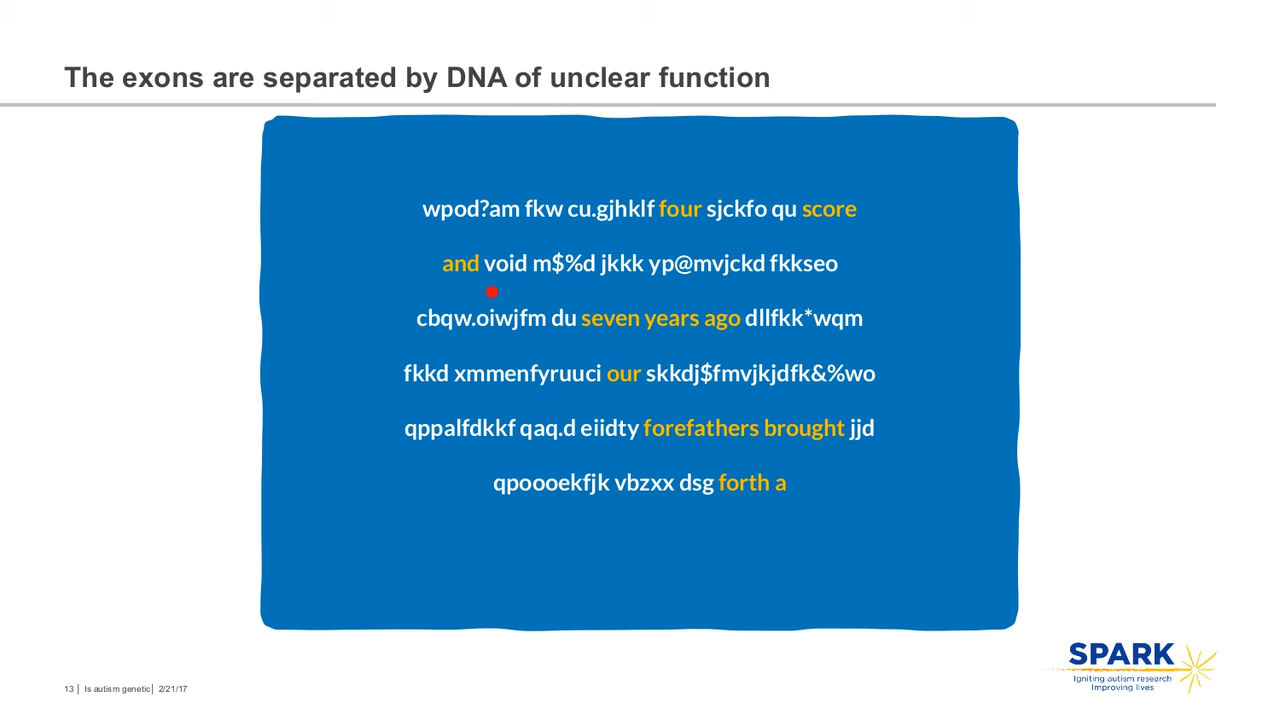 The exons are separated by DNA of unclear function
wpod?am fkw cu.gjhklf four sjckfo qu score
and void m$%d jkkk yp@mvjckd fkkseo
cbqw.oiwjfm du seven years ago dllfkk*wqm
fkkd xmmenfyruuci our skkdj$fmvjkjdfk&%wo
qppalfdkkf qaq.d eiidty forefathers brought jjd
qpoooekfjk vbzxx dsg forth a
SPARK
Igniting autism research
Improving lives
13 | Is autism genetic | 2/21/17